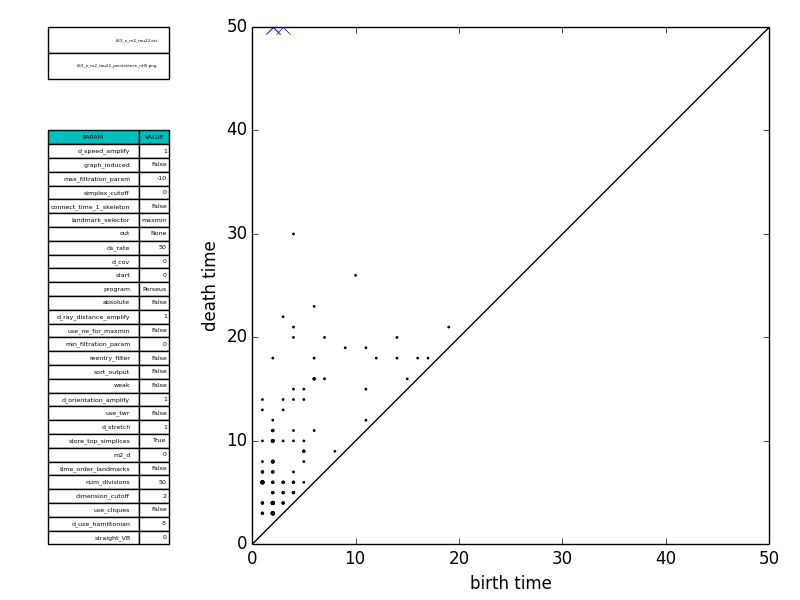 PARAM VALUE
d_speed_amplify 1
graph_induced False
max_filtration_param -10
simplex_cutoff 0
connect_time_1_skeleton False
landmark_selector maxmin
out None
ds_rate 50
d_cov 0
start 0
program Perseus
absolute False
d_ray_distance_amplify 1
use_ne_for_maxmin False
min_filtration_param 0
reentry_filter False
sort_output False
weak False
d_orientation_amplify 1
use_twr False
d_stretch 1
store_top_simplices True
m2_d 0
time_order_landmarks False
num_divisions 50
dimension_cutoff 2
use_cliques False
d_use_hamiltonian -5
straight_VB 0
death time
50
40
30
20
10
0
0 10 20 30 40 50
birth time